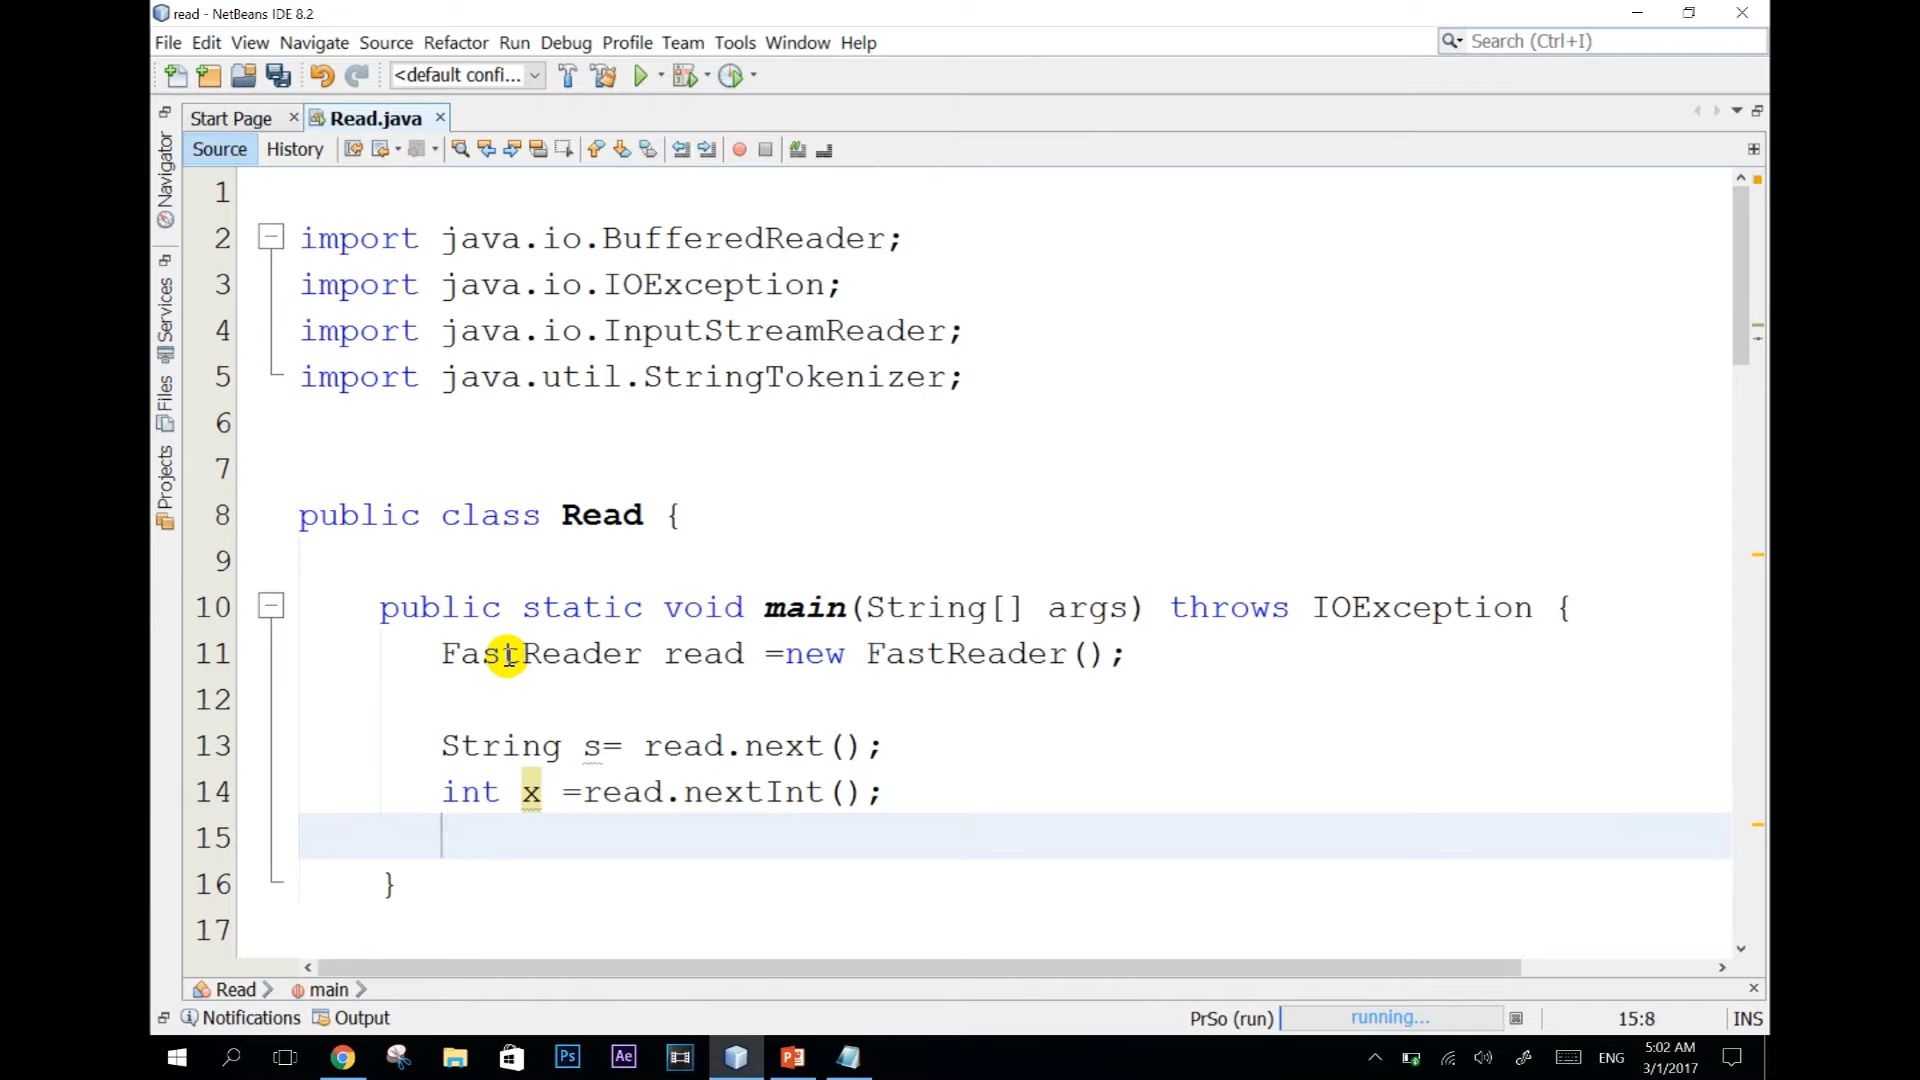 read - NetBeans IDE 8.2
File Edit View Navigate Source Refactor Run Debug Profile Team Tools Window Help
Search (Ctrl+I)
<default confi...
Start Page Read.java
Source History
Navigator
Services
Files
Projects
1
2 import java.io.BufferedReader;
3 import java.io.IOException;
4 import java.io.InputStreamReader;
5 import java.util.StringTokenizer;
6
7
8 public class Read {
9
10 public static void main(String[] args) throws IOException {
11 FastReader read =new FastReader();
12
13 String s= read.next();
14 int x =read.nextInt();
15
16 }
17
Read main
Notifications Output PrSo (run) running... 15:8 INS
Ps Ae ENG 5:02 AM
3/1/2017